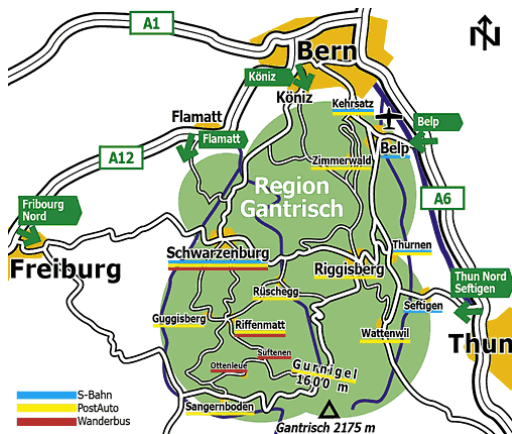 A1
Bern
N
Köniz
Köniz
Kehrsatz
Flamatt
Flamatt
Belp
Belp
A12
Zimmerwald
Region
Gantrisch
A6
Fribourg
Nord
Freiburg
Schwarzenburg
Thurnen
Riggisberg
Thun Nord
Seftigen
Rüschegg
Seftigen
Guggisberg
Riffenmatt
Wattenwil
Thun
Ottenleue
Süftenen
Gurnigel
1600 m
S-Bahn
PostAuto
Wanderbus
Sangernboden
Gantrisch 2175 m